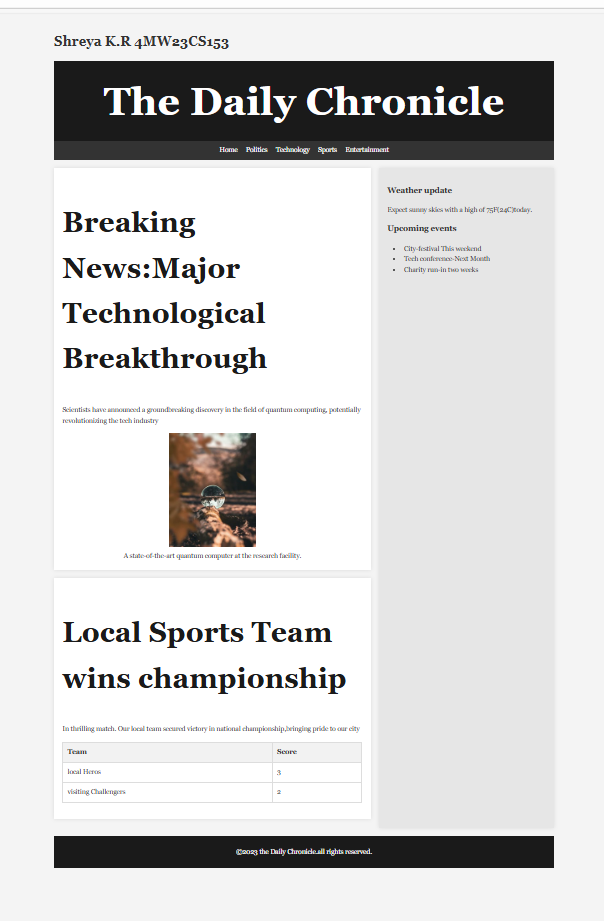 Shreya K.R 4MW23CS153
The Daily Chronicle
Home Politics Technology Sports Entertainment
Breaking
News:Major
Technological
Breakthrough
Scientists have announced a groundbreaking discovery in the field of quantum computing, potentially
revolutionizing the tech industry
A state-of-the-art quantum computer at the research facility.
Local Sports Team
wins championship
In thrilling match. Our local team secured victory in national championship,bringing pride to our city
Team Score
local Heros 3
visiting Challengers 2
Weather update
Expect sunny skies with a high of 75F(24C)today.
Upcoming events
City-festival This weekend
Tech conference-Next Month
Charity run-in two weeks
©2023 the Daily Chronicle.all rights reserved.